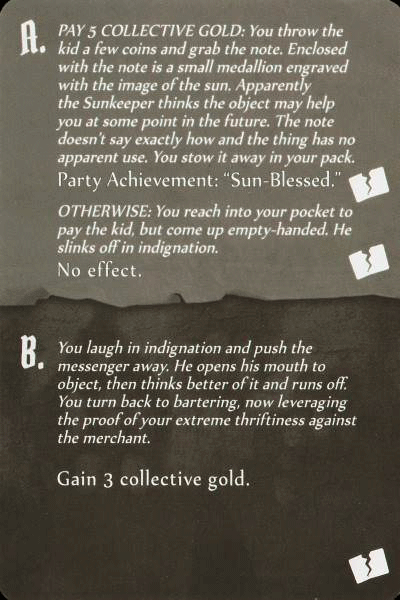 A. PAY 5 COLLECTIVE GOLD: You throw the
kid a few coins and grab the note. Enclosed
with the note is a small medallion engraved
with the image of the sun. Apparently
the Sunkeeper thinks the object may help
you at some point in the future. The note
doesn't say exactly how and the thing has no
apparent use. You stow it away in your pack.
Party Achievement: “Sun-Blessed.”
OTHERWISE: You reach into your pocket to
pay the kid, but come up empty-handed. He
slinks off in indignation.
No effect.
B. You laugh in indignation and push the
messenger away. He opens his mouth to
object, then thinks better of it and runs off.
You turn back to bartering, now leveraging
the proof of your extreme thriftiness against
the merchant.
Gain 3 collective gold.